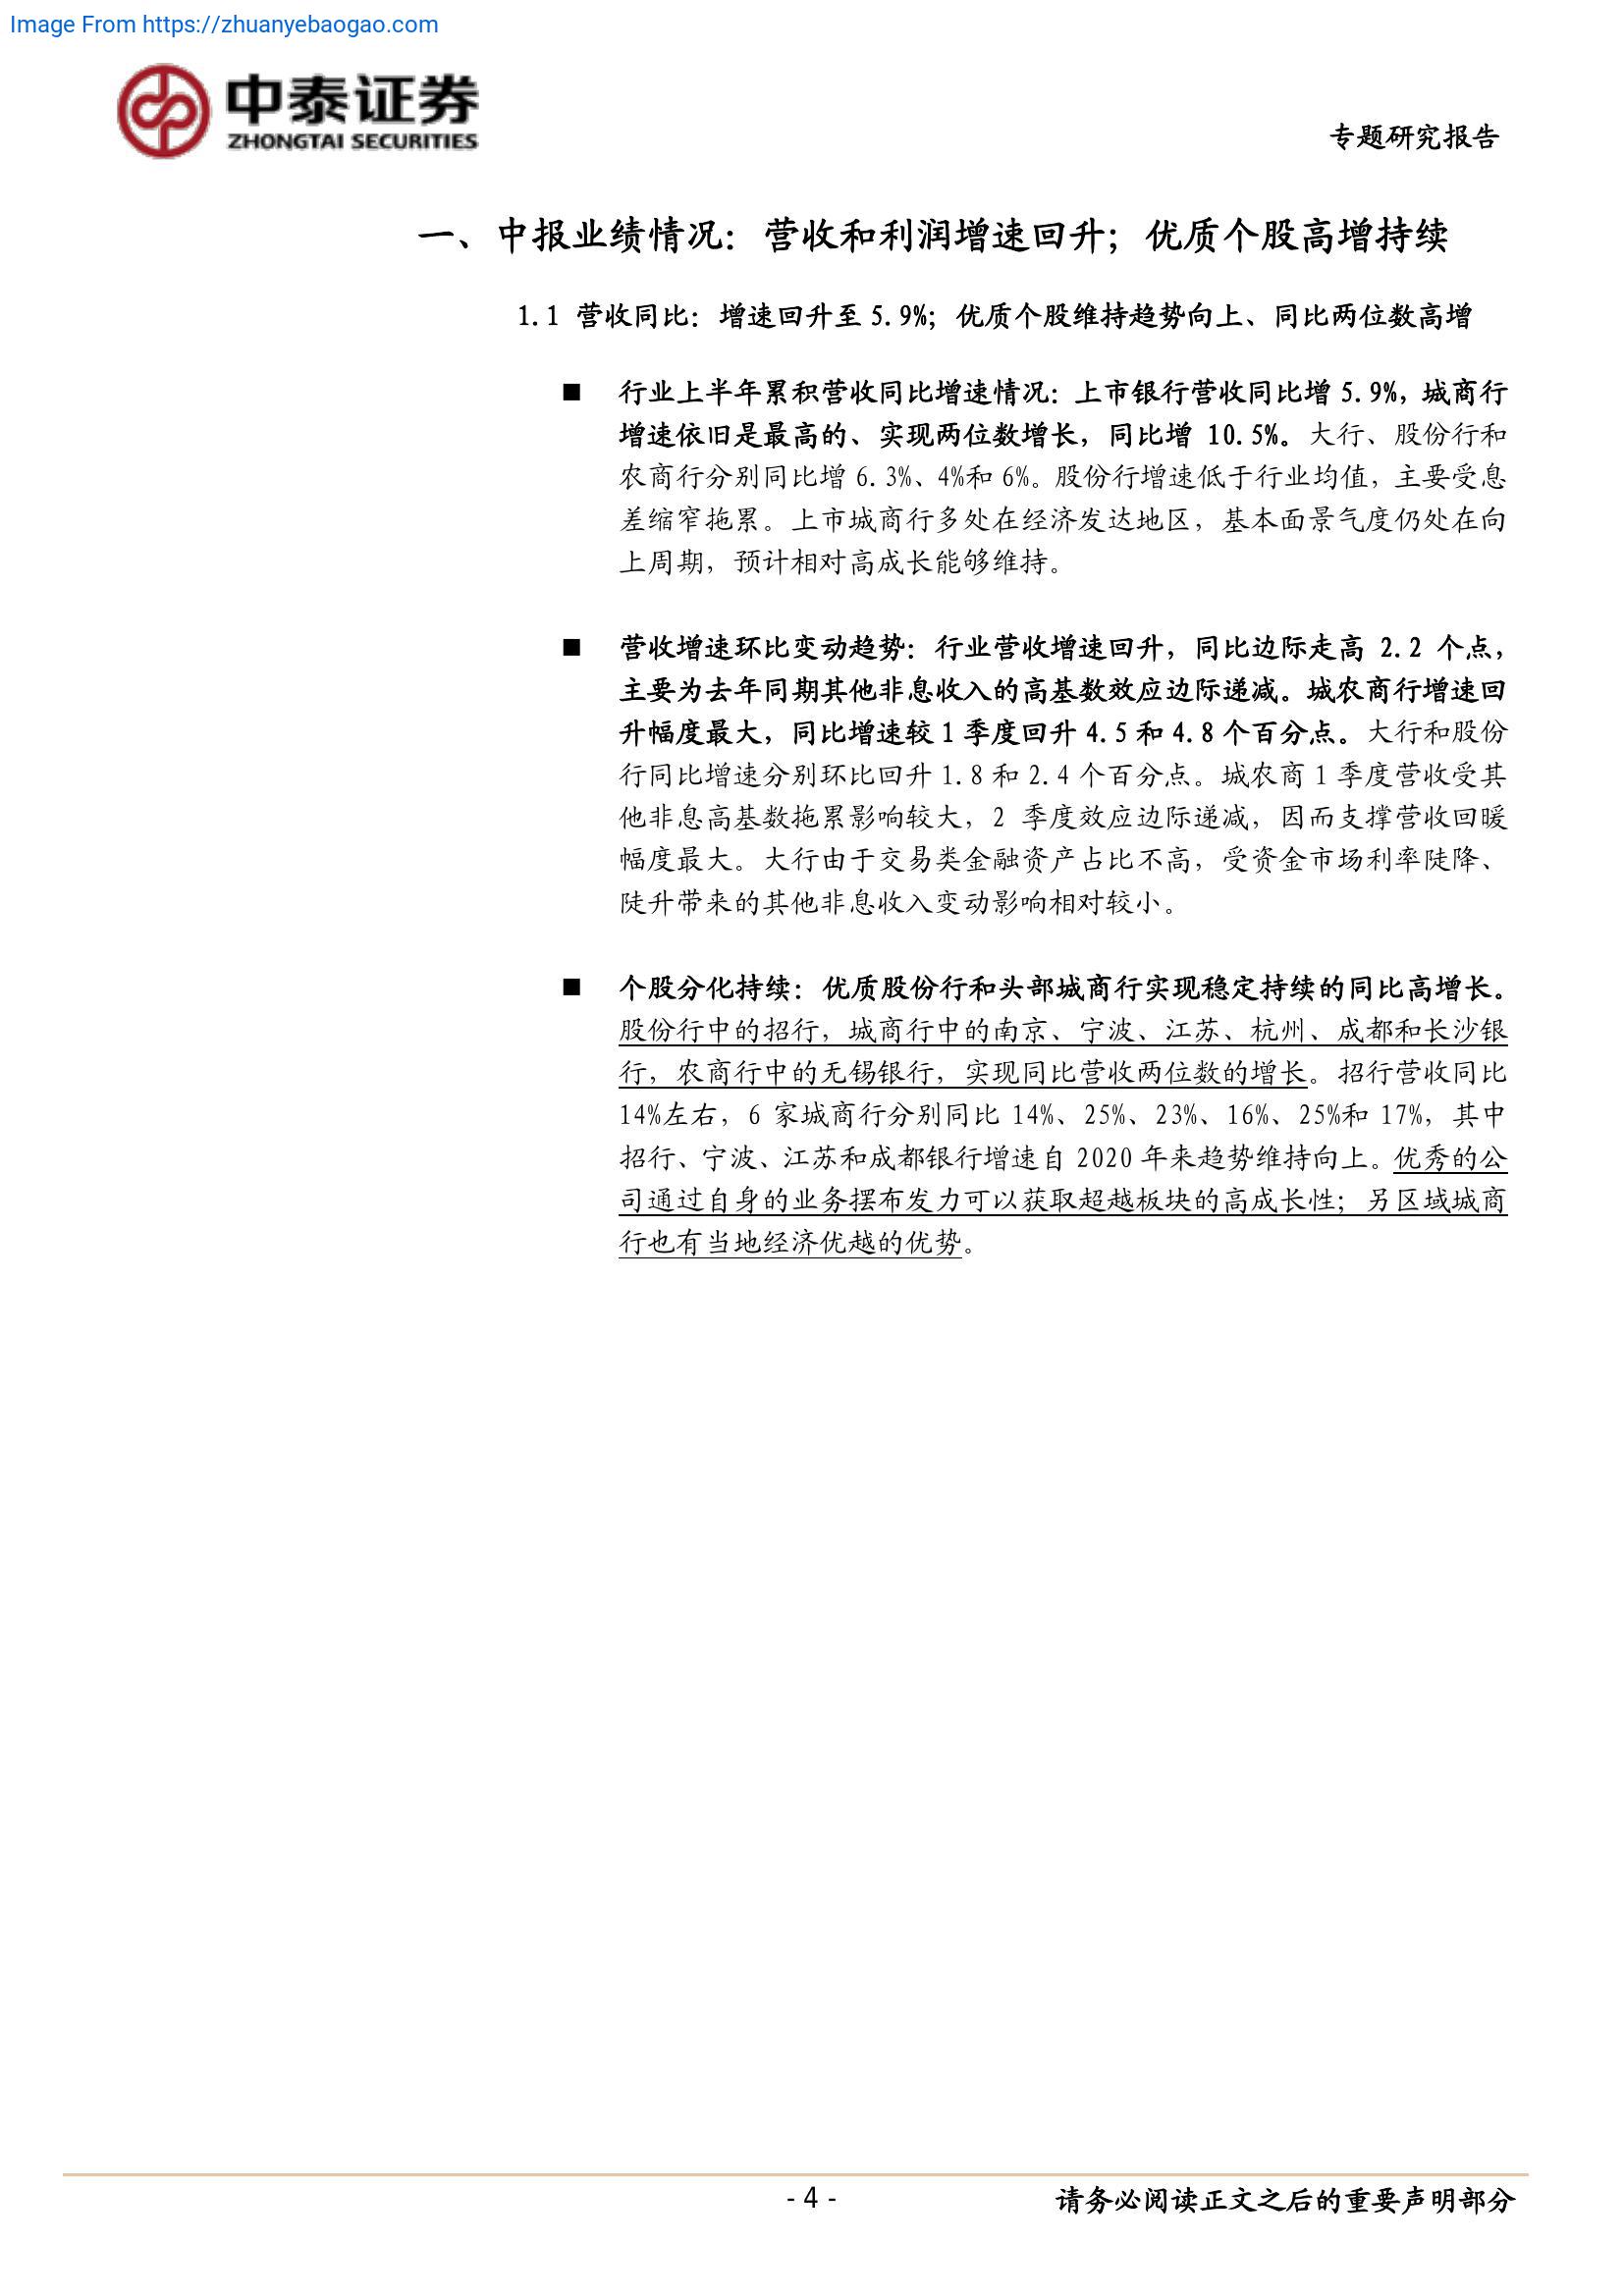 Image From https://zhuanyebaogao.com
中泰证券
ZHONGTAI SECURITIES
专题研究报告
一、中报业绩情况：营收和利润增速回升；优质个股高增持续
1.1 营收同比：增速回升至 5.9%；优质个股维持趋势向上、同比两位数高增
■ 行业上半年累积营收同比增速情况：上市银行营收同比增 5.9%，城商行
增速依旧是最高的、实现两位数增长，同比增 10.5%。大行、股份行和
农商行分别同比增 6.3%、4%和 6%。股份行增速低于行业均值，主要受息
差缩窄拖累。上市城商行多处在经济发达地区，基本面景气度仍处在向
上周期，预计相对高成长能够维持。
■ 营收增速环比变动趋势：行业营收增速回升，同比边际走高 2.2 个点，
主要为去年同期其他非息收入的高基数效应边际递减。城农商行增速回
升幅度最大，同比增速较 1 季度回升 4.5 和 4.8 个百分点。大行和股份
行同比增速分别环比回升 1.8 和 2.4 个百分点。城农商 1 季度营收受其
他非息高基数拖累影响较大，2 季度效应边际递减，因而支撑营收回暖
幅度最大。大行由于交易类金融资产占比不高，受资金市场利率陡降、
陡升带来的其他非息收入变动影响相对较小。
■ 个股分化持续：优质股份行和头部城商行实现稳定持续的同比高增长。
股份行中的招行，城商行中的南京、宁波、江苏、杭州、成都和长沙银
行，农商行中的无锡银行，实现同比营收两位数的增长。招行营收同比
14%左右，6 家城商行分别同比 14%、25%、23%、16%、25%和 17%，其中
招行、宁波、江苏和成都银行增速自 2020 年来趋势维持向上。优秀的公
司通过自身的业务摆布发力可以获取超越板块的高成长性；另区域城商
行也有当地经济优越的优势。
- 4 -
请务必阅读正文之后的重要声明部分